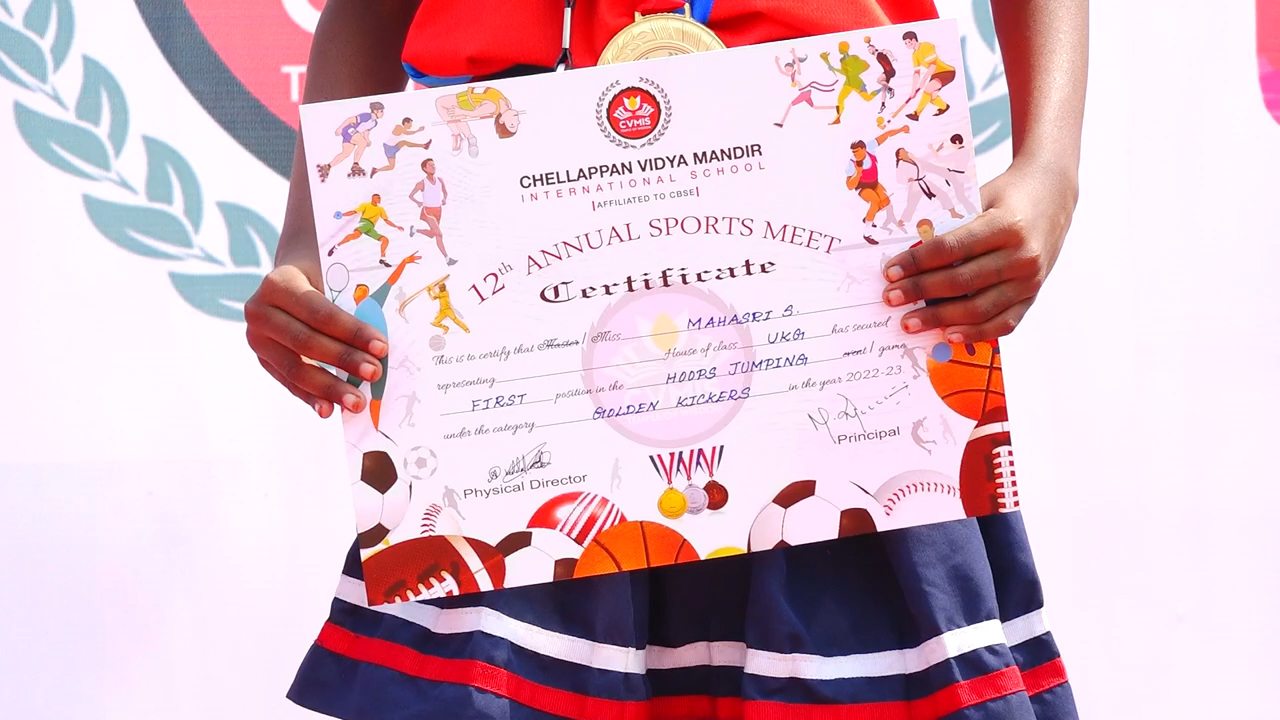 CVMIS
CHELLAPPAN VIDYA MANDIR
INTERNATIONAL SCHOOL
|AFFILIATED TO CBSE|
12th ANNUAL SPORTS MEET
Certificate
This is to certify that Master / Miss MAHASRI S.
representing House of class UKG has secured
FIRST position in the HOOPS JUMPING event / game
under the category GOLDEN KICKERS in the year 2022-23.
Physical Director
Principal